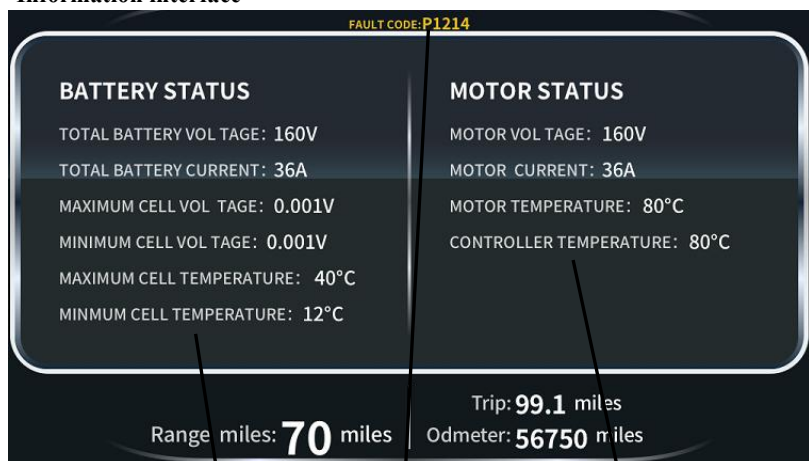 Information interface
FAULT CODE:P1214
BATTERY STATUS
TOTAL BATTERY VOL TAGE: 160V
TOTAL BATTERY CURRENT: 36A
MAXIMUM CELL VOL TAGE: 0.001V
MINIMUM CELL VOL TAGE: 0.001V
MAXIMUM CELL TEMPERATURE: 40°C
MINMUM CELL TEMPERATURE: 12°C
MOTOR STATUS
MOTOR VOL TAGE: 160V
MOTOR CURRENT: 36A
MOTOR TEMPERATURE: 80°C
CONTROLLER TEMPERATURE: 80°C
Range miles: 70 miles
Trip: 99.1 miles
Odmeter: 56750 miles